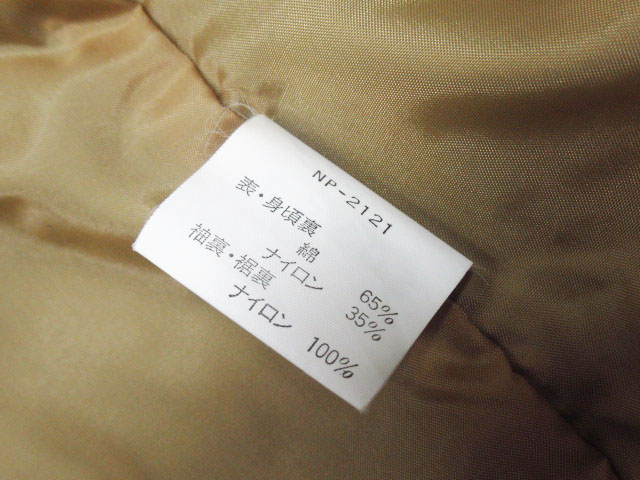 NP-2121
表・身頃裏
綿 65%
ナイロン 35%
袖裏・裾裏
ナイロン 100%